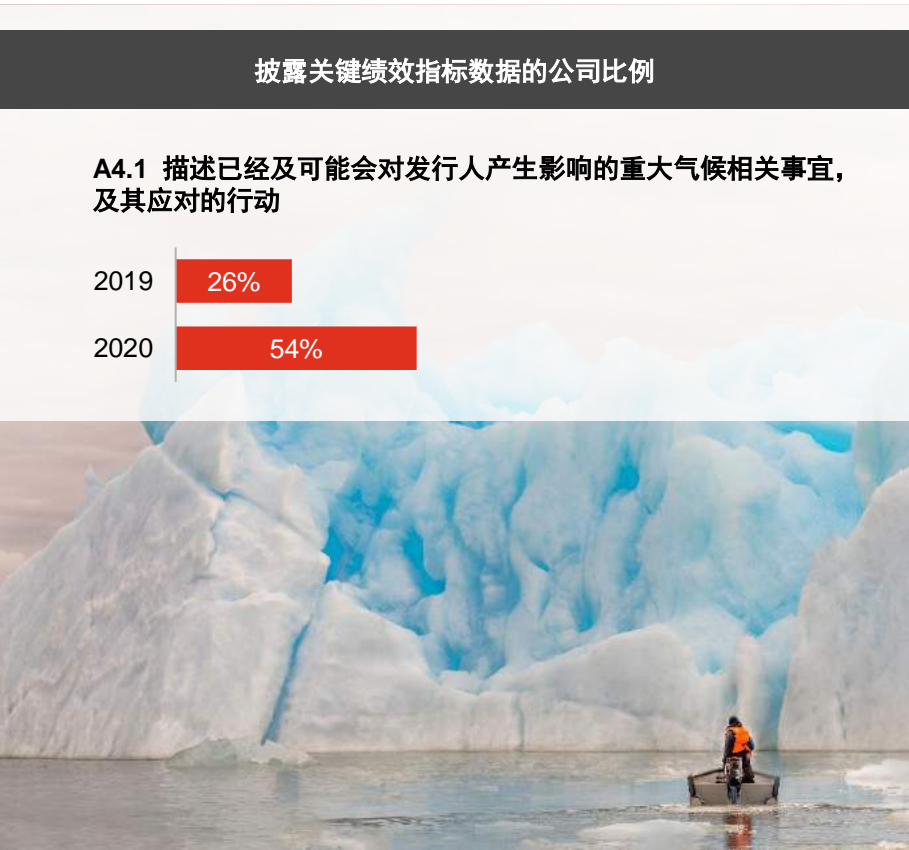 披露关键绩效指标数据的公司比例
A4.1 描述已经及可能会对发行人产生影响的重大气候相关事宜，
及其应对的行动
2019 26%
2020 54%